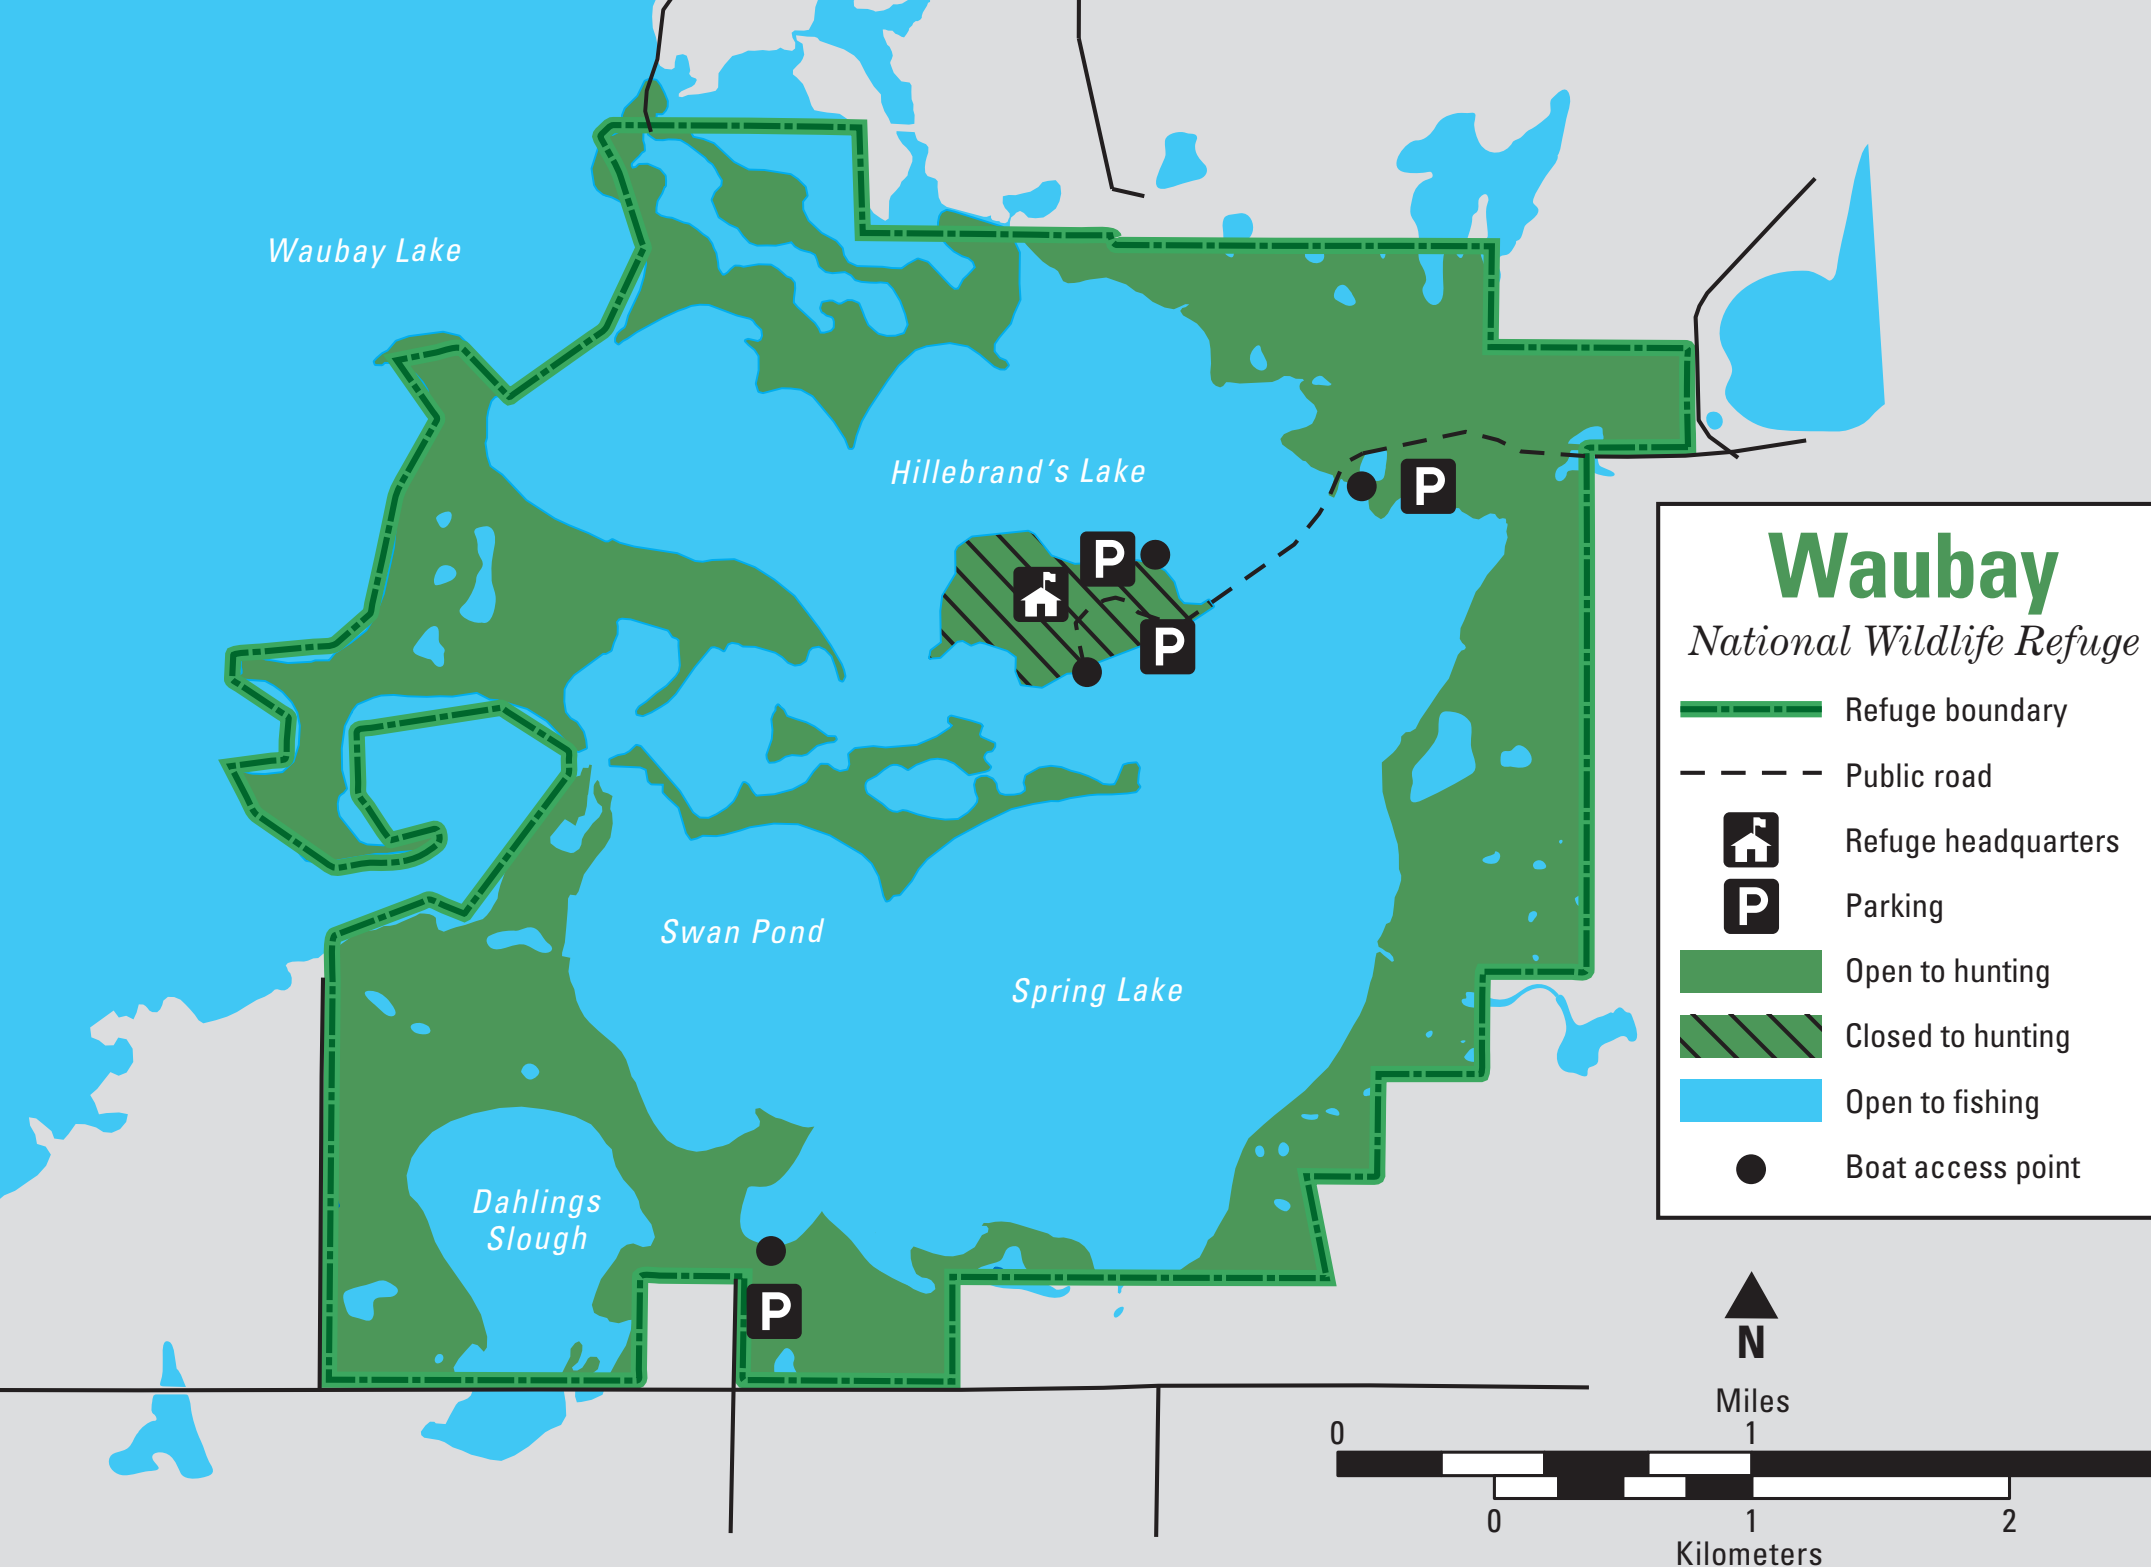 Waubay Lake
Hillebrand's Lake
P
P
P
Swan Pond
Spring Lake
Dahlings
Slough
P
Waubay
National Wildlife Refuge
Refuge boundary
Public road
Refuge headquarters
P
Parking
Open to hunting
Closed to hunting
Open to fishing
Boat access point
N
Miles
0 1
0 1 2
Kilometers